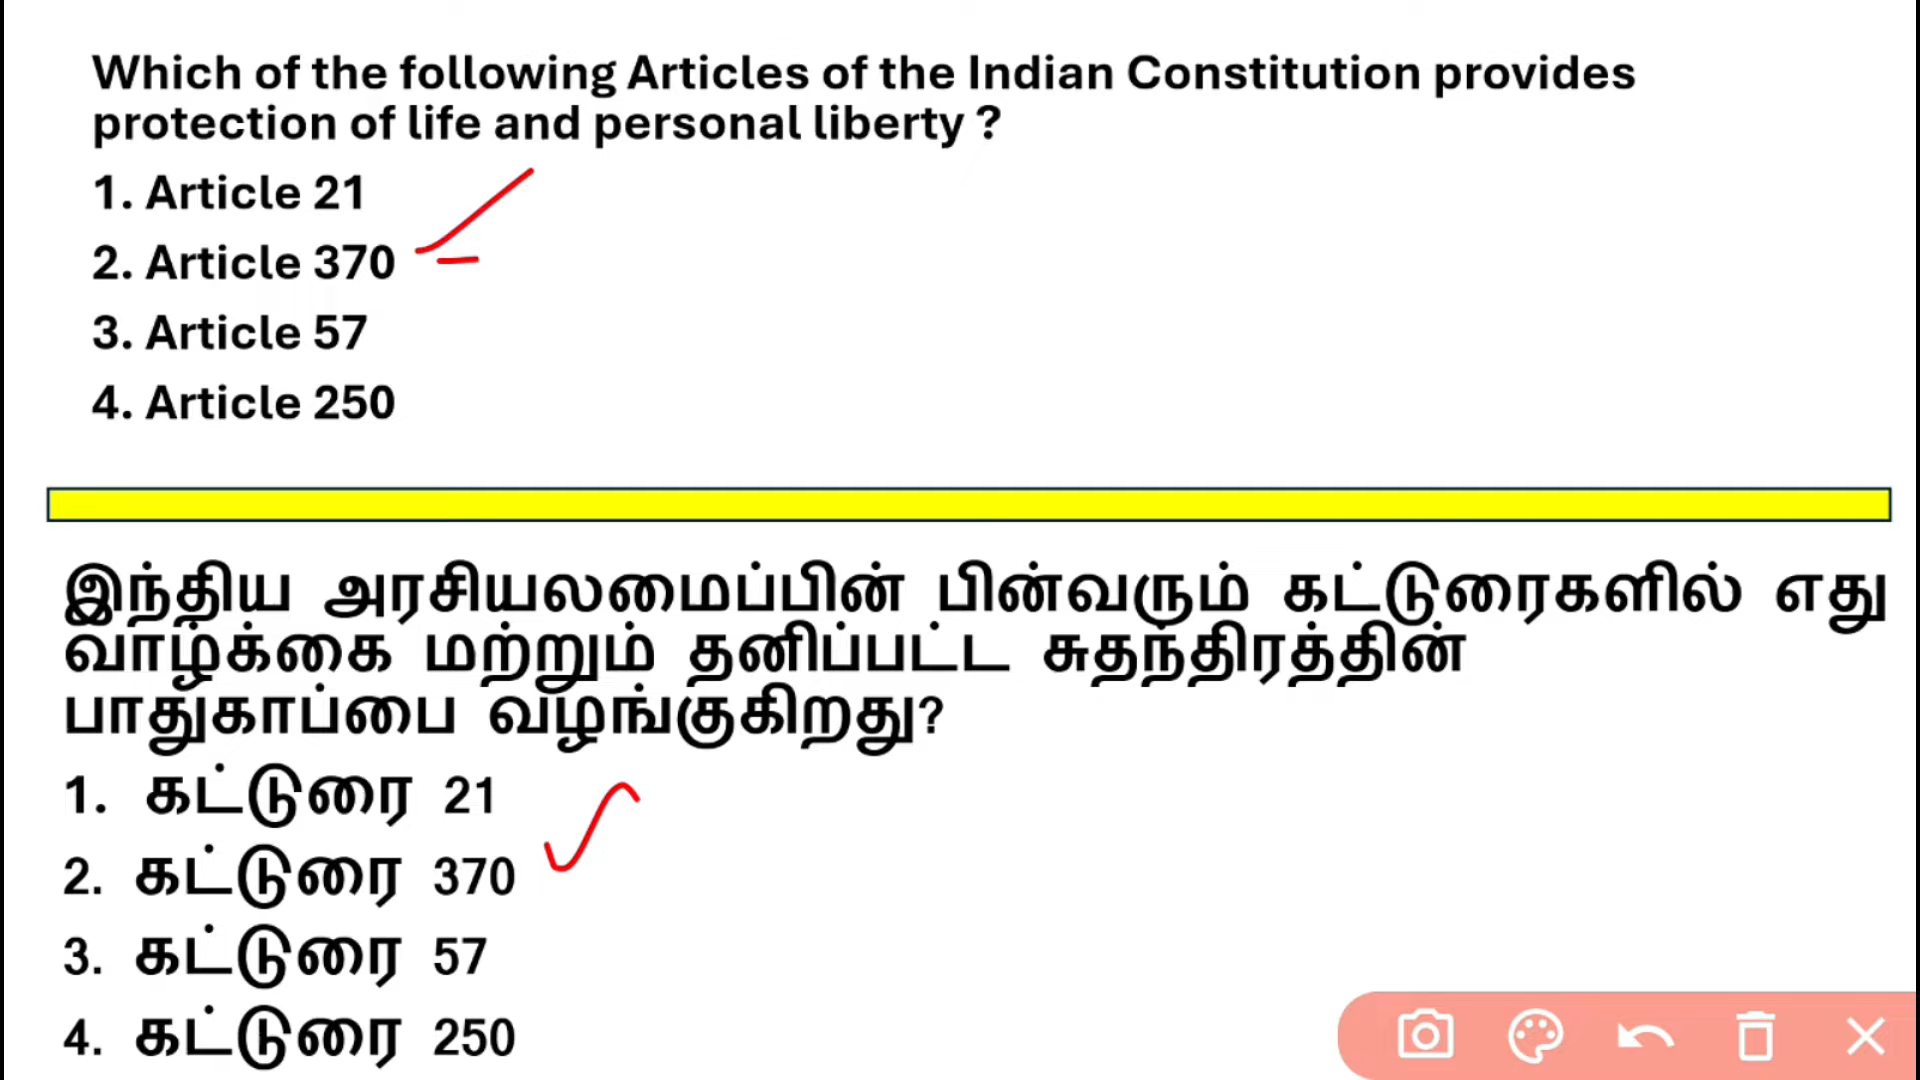 Which of the following Articles of the Indian Constitution provides
protection of life and personal liberty ?
1. Article 21
2. Article 370
3. Article 57
4. Article 250
இந்திய அரசியலமைப்பின் பின்வரும் கட்டுரைகளில் எது
வாழ்க்கை மற்றும் தனிப்பட்ட சுதந்திரத்தின்
பாதுகாப்பை வழங்குகிறது?
1. கட்டுரை 21
2. கட்டுரை 370
3. கட்டுரை 57
4. கட்டுரை 250